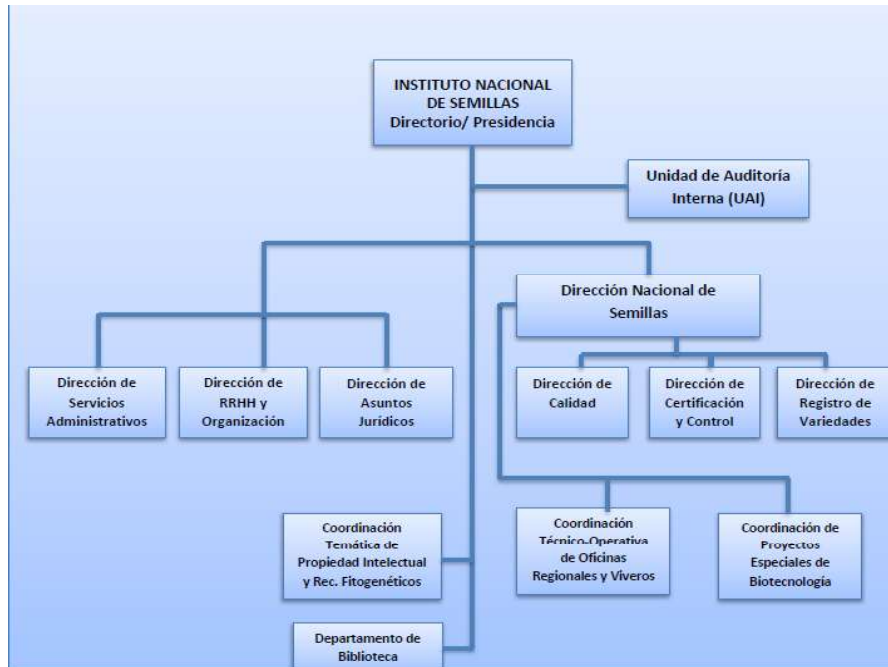 INSTITUTO NACIONAL
DE SEMILLAS
Directorio/ Presidencia
Unidad de Auditoría
Interna (UAI)
Dirección Nacional de
Semillas
Dirección de
Servicios
Administrativos
Dirección de
RRHH y
Organización
Dirección de
Asuntos
Jurídicos
Dirección de
Calidad
Dirección de
Certificación
y Control
Dirección de
Registro de
Variedades
Coordinación
Temática de
Propiedad Intelectual
y Rec. Fitogenéticos
Coordinación
Técnico-Operativa
de Oficinas
Regionales y Viveros
Coordinación de
Proyectos
Especiales de
Biotecnología
Departamento de
Biblioteca